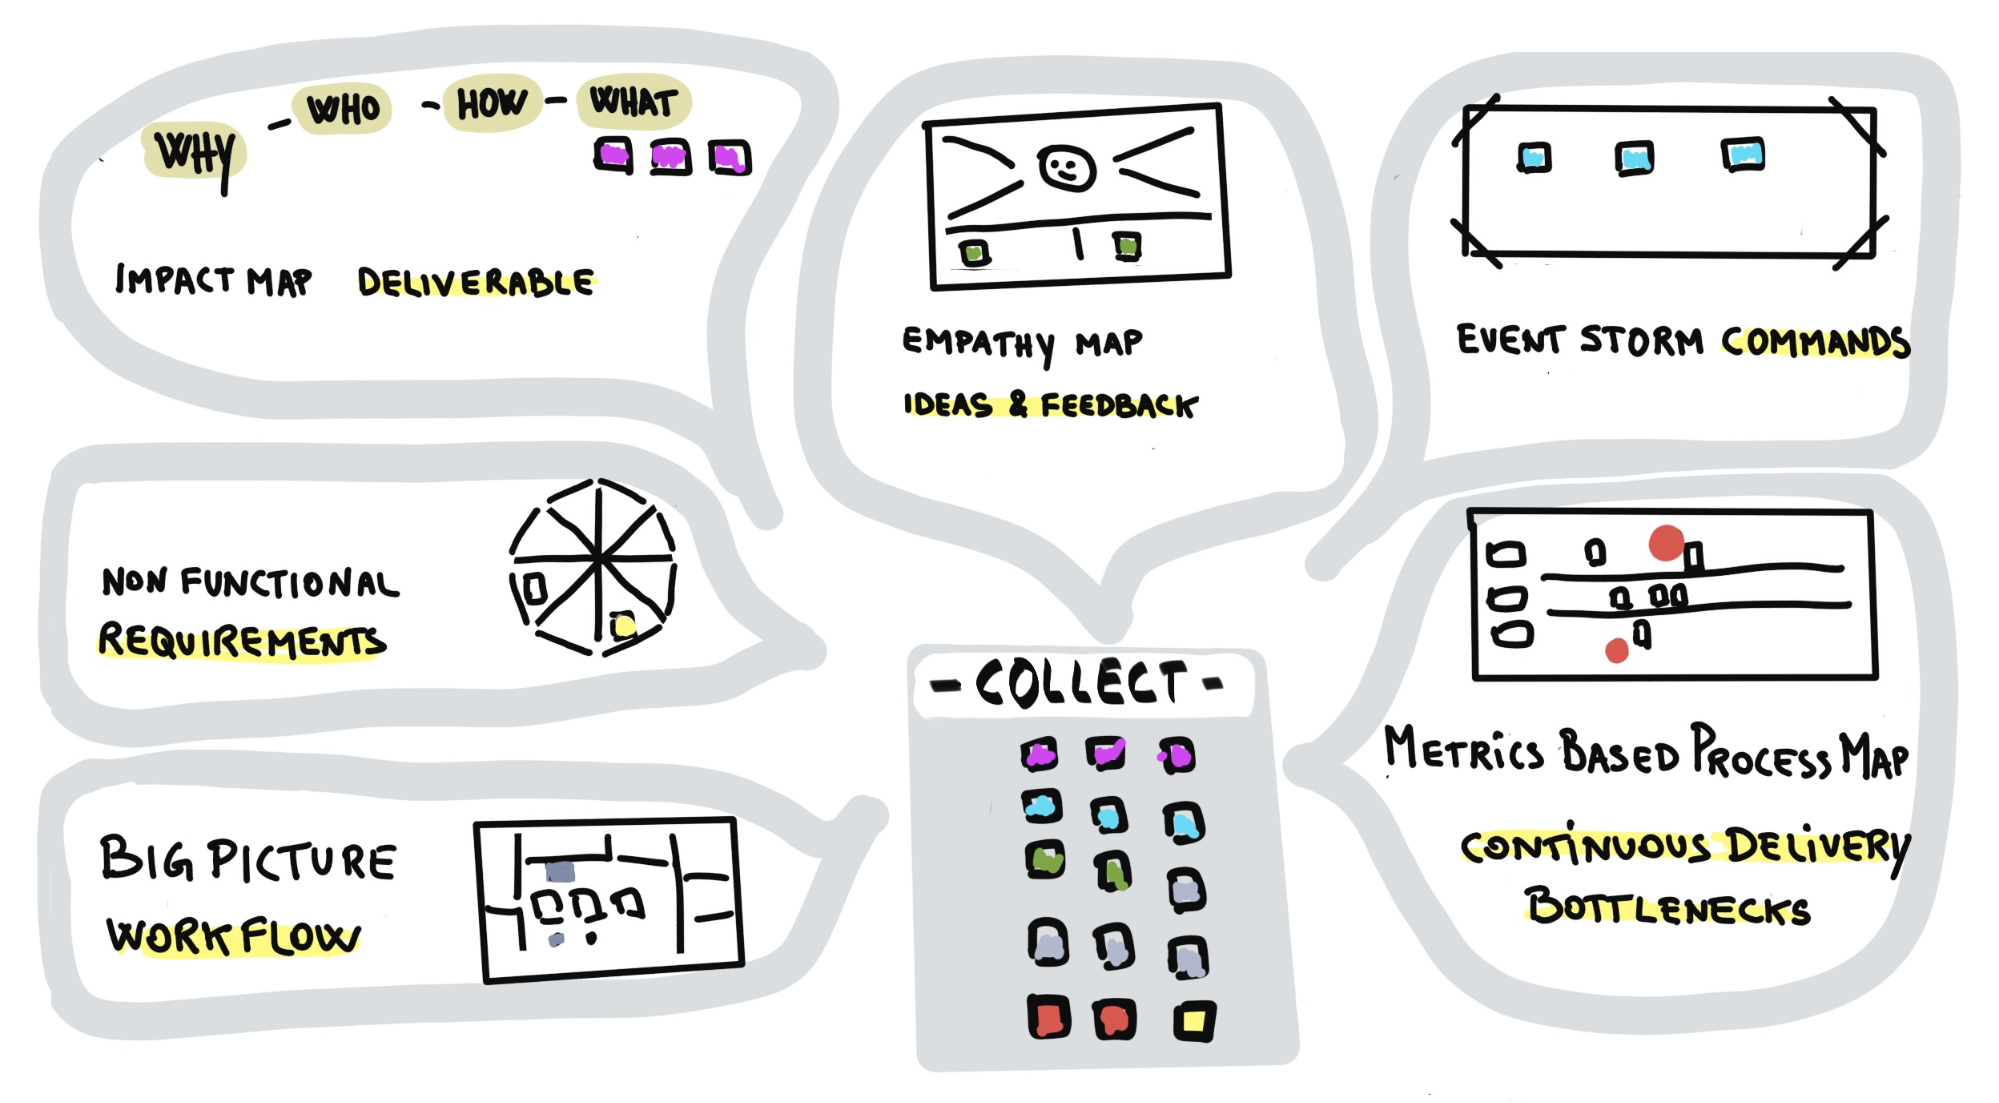 WHY - WHO - HOW - WHAT
IMPACT MAP DELIVERABLE
EMPATHY MAP
IDEAS & FEEDBACK
EVENT STORM COMMANDS
NON FUNCTIONAL
REQUIREMENTS
BIG PICTURE
WORKFLOW
- COLLECT -
METRICS BASED PROCESS MAP
CONTINUOUS DELIVERY
BOTTLENECKS